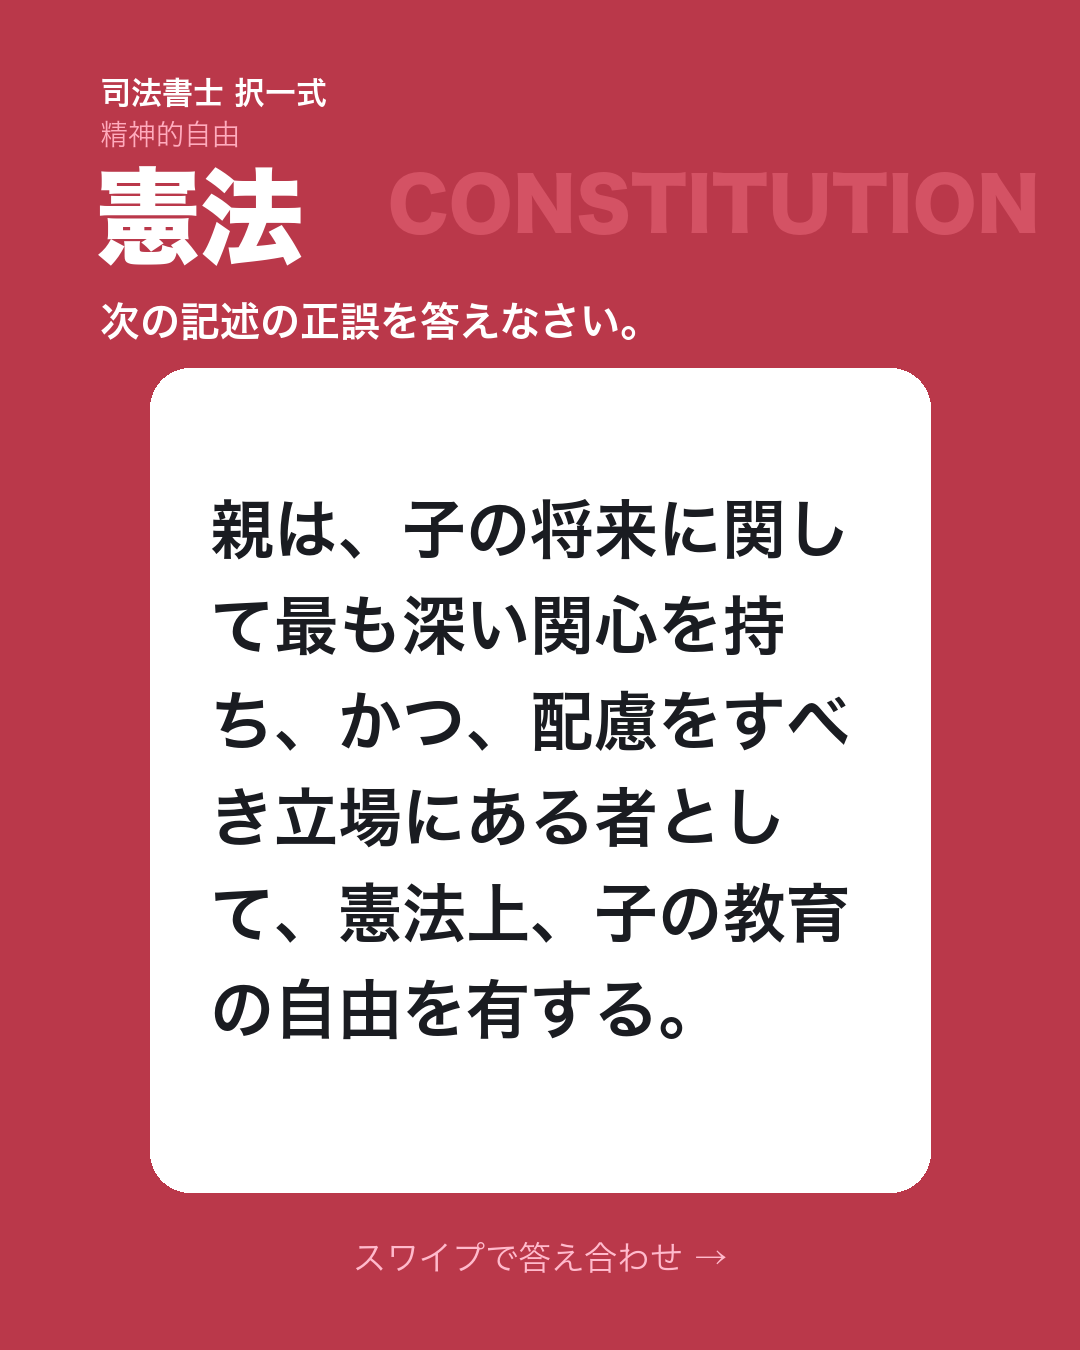 司法書士 択一式
精神的自由
憲法 CONSTITUTION
次の記述の正誤を答えなさい。
親は、子の将来に関し
て最も深い関心を持
ち、かつ、配慮をすべ
き立場にある者とし
て、憲法上、子の教育
の自由を有する。
スワイプで答え合わせ →